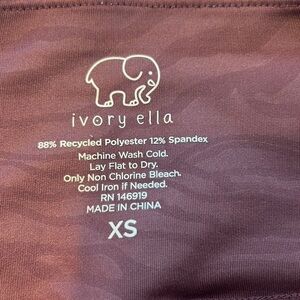 ivory ella
88% Recycled Polyester 12% Spandex
Machine Wash Cold.
Lay Flat to Dry.
Only Non Chlorine Bleach.
Cool Iron if Needed.
RN 146919
MADE IN CHINA
XS